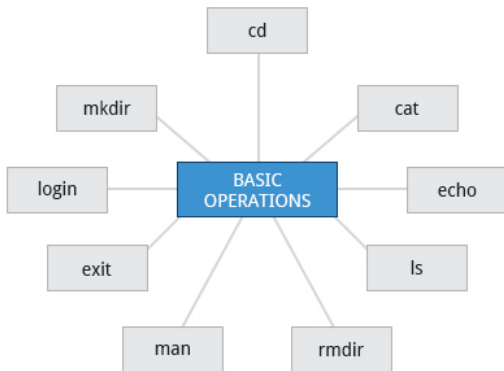 cd
mkdir
cat
login
BASIC
OPERATIONS
echo
exit
ls
man
rmdir